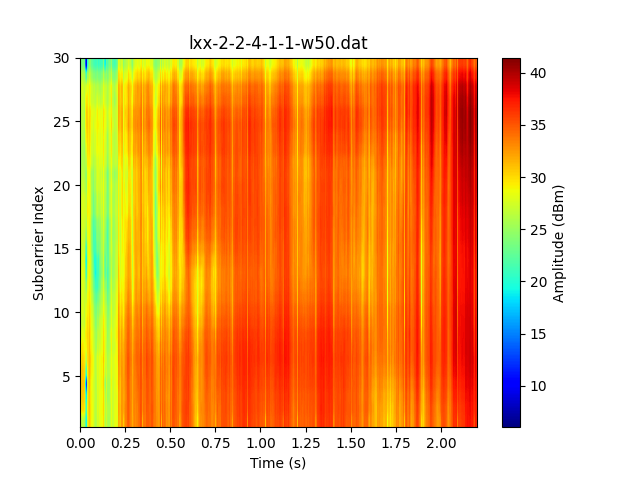 lxx-2-2-4-1-1-w50.dat
30
25
20
15
10
5
Subcarrier Index
0.00 0.25 0.50 0.75 1.00 1.25 1.50 1.75 2.00
Time (s)
40
35
30
25
20
15
10
Amplitude (dBm)